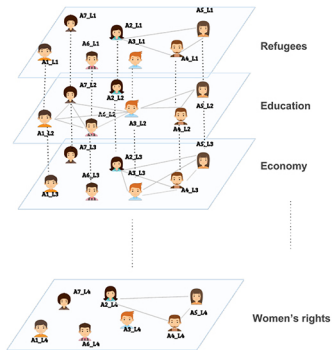 A7_L1
A2_L1
A5_L1
Refugees
A6_L1
A3_L1
A1_L1
A4_L1
A7_L2
A2_L2
A5_L2
Education
A6_L2
A3_L2
A4_L2
A1_L2
A7_L3
A2_L3
A5_L3
Economy
A6_L3
A3_L3
A4_L3
A1_L3
A7_L4
A2_L4
A5_L4
Women's rights
A3_L4
A4_L4
A1_L4
A6_L4